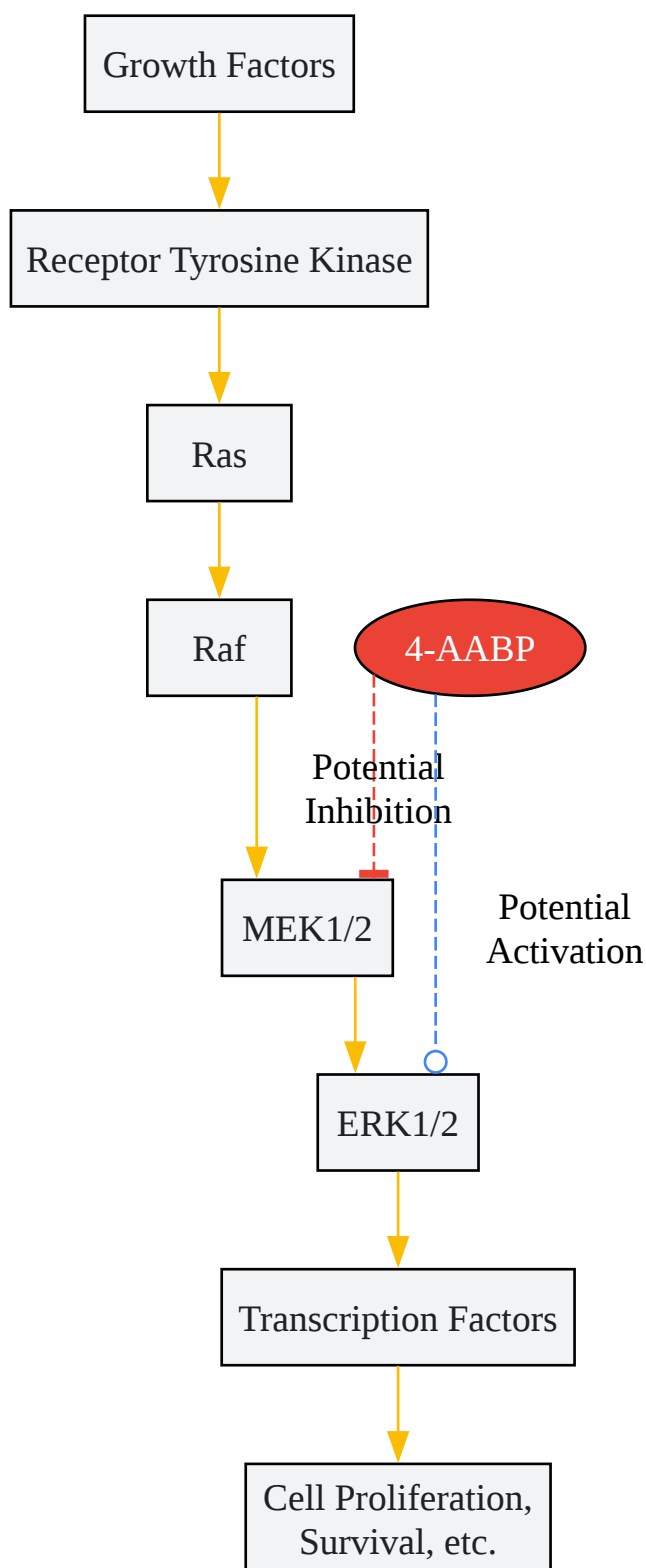 Growth Factors
Receptor Tyrosine Kinase
Ras
Raf
4-AABP
Potential
Inhibition
MEK1/2
Potential
Activation
ERK1/2
Transcription Factors
Cell Proliferation,
Survival, etc.